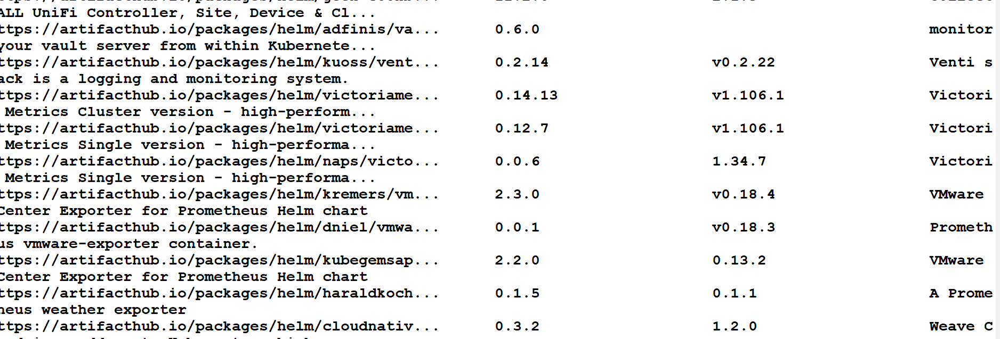 ALL UniFi Controller, Site, Device & Cl...
ttps://artifacthub.io/packages/helm/adfinis/va... 0.6.0 monitor
your vault server from within Kubernete...
ttps://artifacthub.io/packages/helm/kuoss/vent... 0.2.14 v0.2.22 Venti s
ack is a logging and monitoring system.
ttps://artifacthub.io/packages/helm/victoriame... 0.14.13 v1.106.1 Victori
Metrics Cluster version - high-perform...
ttps://artifacthub.io/packages/helm/victoriame... 0.12.7 v1.106.1 Victori
Metrics Single version - high-performa...
ttps://artifacthub.io/packages/helm/naps/victo... 0.0.6 1.34.7 Victori
Metrics Single version - high-performa...
ttps://artifacthub.io/packages/helm/kremers/vm... 2.3.0 v0.18.4 VMware
Center Exporter for Prometheus Helm chart
ttps://artifacthub.io/packages/helm/dniel/vmwa... 0.0.1 v0.18.3 Prometh
us vmware-exporter container.
ttps://artifacthub.io/packages/helm/kubegemsap... 2.2.0 0.13.2 VMware
Center Exporter for Prometheus Helm chart
ttps://artifacthub.io/packages/helm/haraldkoch... 0.1.5 0.1.1 A Prome
heus weather exporter
ttps://artifacthub.io/packages/helm/cloudnativ... 0.3.2 1.2.0 Weave C